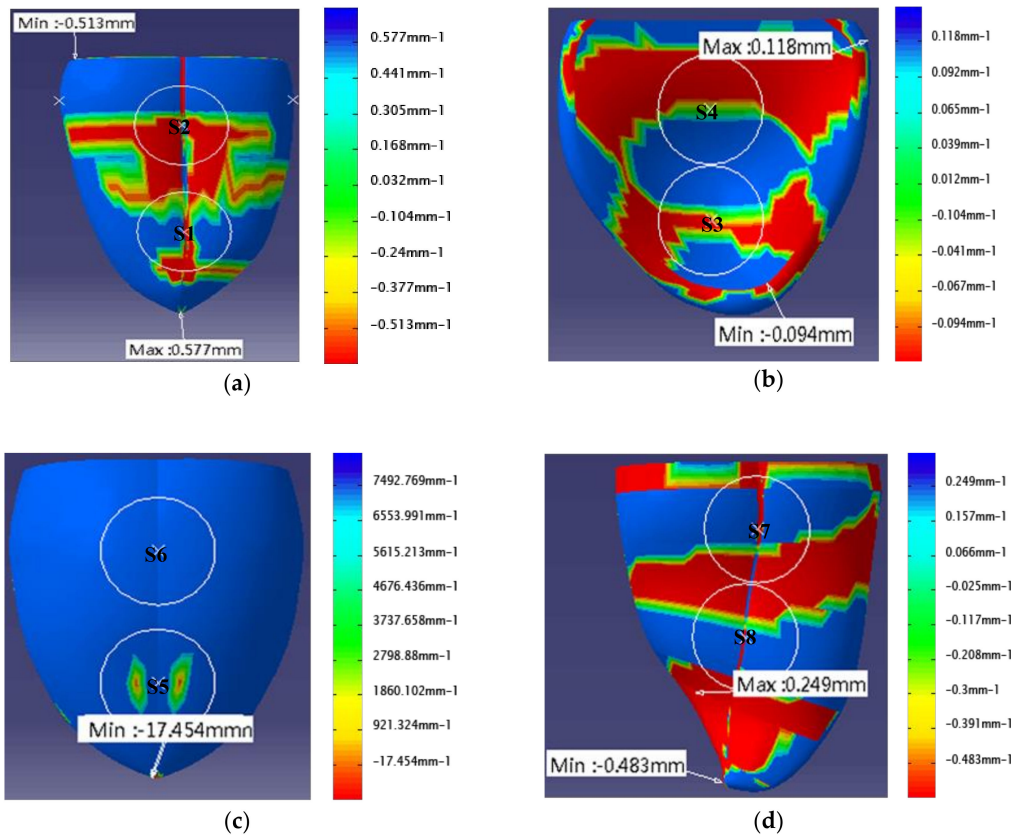 Min :-0.513mm
S2
S1
Max :0.577mm
0.577mm-1
0.441mm-1
0.305mm-1
0.168mm-1
0.032mm-1
-0.104mm-1
-0.24mm-1
-0.377mm-1
-0.513mm-1
(a)
Max :0.118mm
S4
S3
Min :-0.094mm
0.118mm-1
0.092mm-1
0.065mm-1
0.039mm-1
0.012mm-1
-0.104mm-1
-0.041mm-1
-0.067mm-1
-0.094mm-1
(b)
S6
S5
Min :-17.454mmn
7492.769mm-1
6553.991mm-1
5615.213mm-1
4676.436mm-1
3737.658mm-1
2798.88mm-1
1860.102mm-1
921.324mm-1
-17.454mm-1
(c)
S7
S8
Max :0.249mm
Min :-0.483mm
0.249mm-1
0.157mm-1
0.066mm-1
-0.025mm-1
-0.117mm-1
-0.208mm-1
-0.3mm-1
-0.391mm-1
-0.483mm-1
(d)